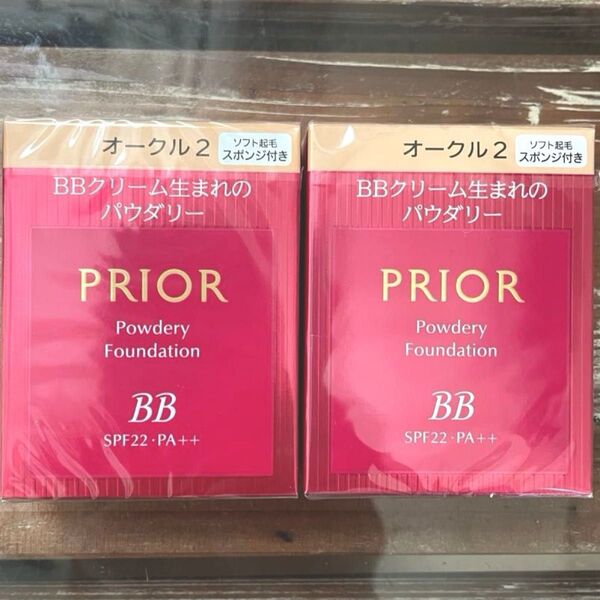 オークル2
ソフト起毛
スポンジ付き
BBクリーム生まれの
パウダリー
PRIOR
Powdery
Foundation
BB
SPF22・PA++
オークル2
ソフト起毛
スポンジ付き
BBクリーム生まれの
パウダリー
PRIOR
Powdery
Foundation
BB
SPF22・PA++